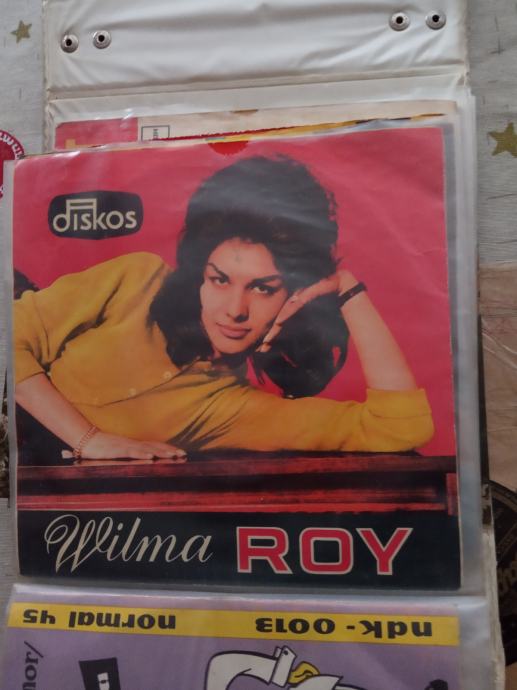 diskos
Wilma ROY
ndk - 0013 normal 45